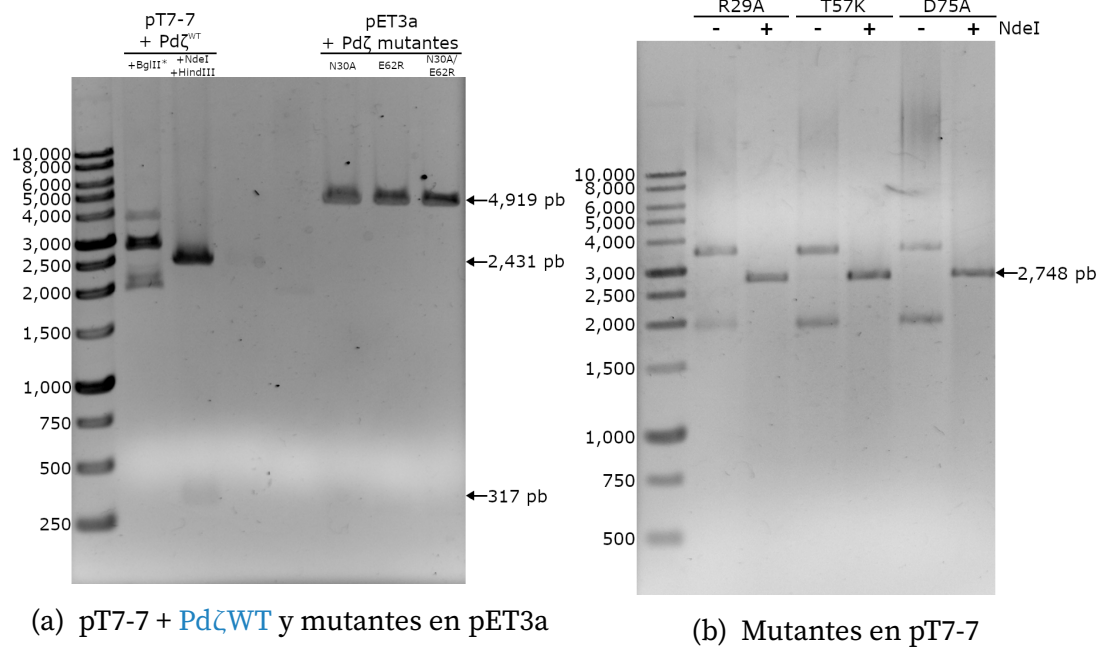 pT7-7
+ Pdζᵂᵀ
+BglII*
+NdeI
+HindIII
pET3a
+ Pdζ mutantes
N30A
E62R
N30A/
E62R
10,000
8,000
6,000
5,000
4,000
3,000
2,500
2,000
1,500
1,000
750
500
250
4,919 pb
2,431 pb
317 pb
(a) pT7-7 + PdζWT y mutantes en pET3a
R29A T57K D75A
- + - + - + NdeI
10,000
8,000
6,000
5,000
4,000
3,000
2,500
2,000
1,500
1,000
750
500
2,748 pb
(b) Mutantes en pT7-7